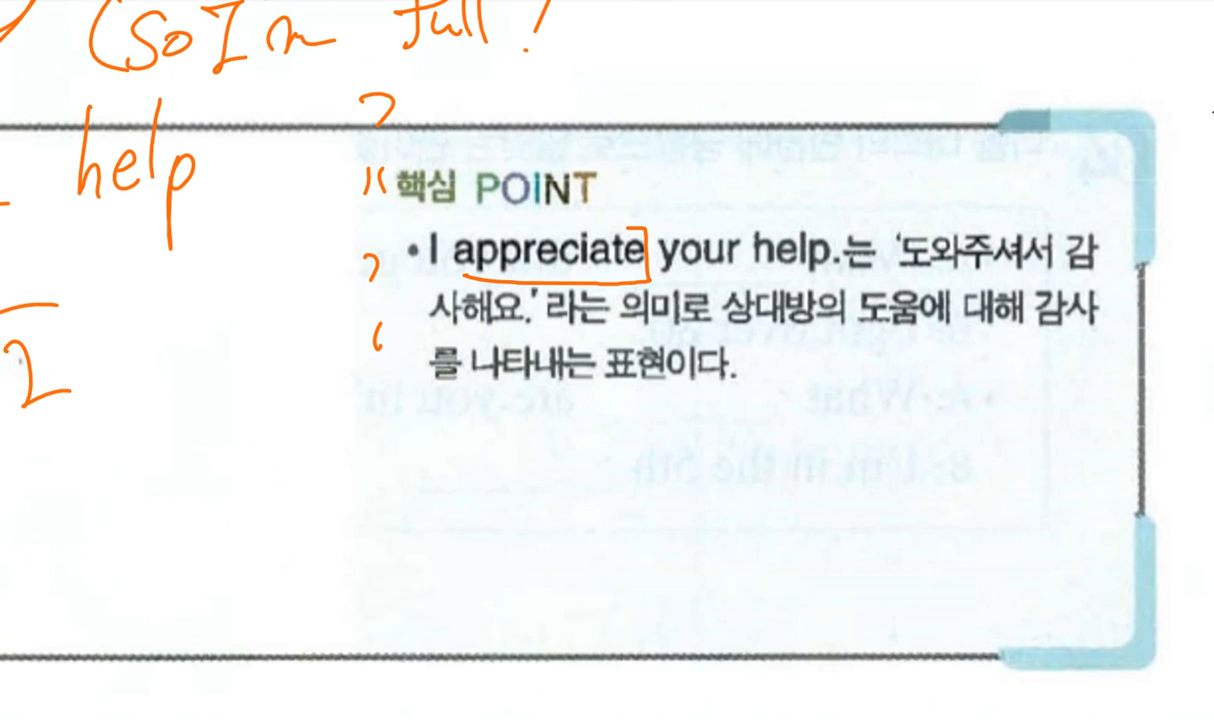 (So I'm full!
help
핵심 POINT
• I appreciate your help.는 '도와주셔서 감
사해요.' 라는 의미로 상대방의 도움에 대해 감사
를 나타내는 표현이다.
2